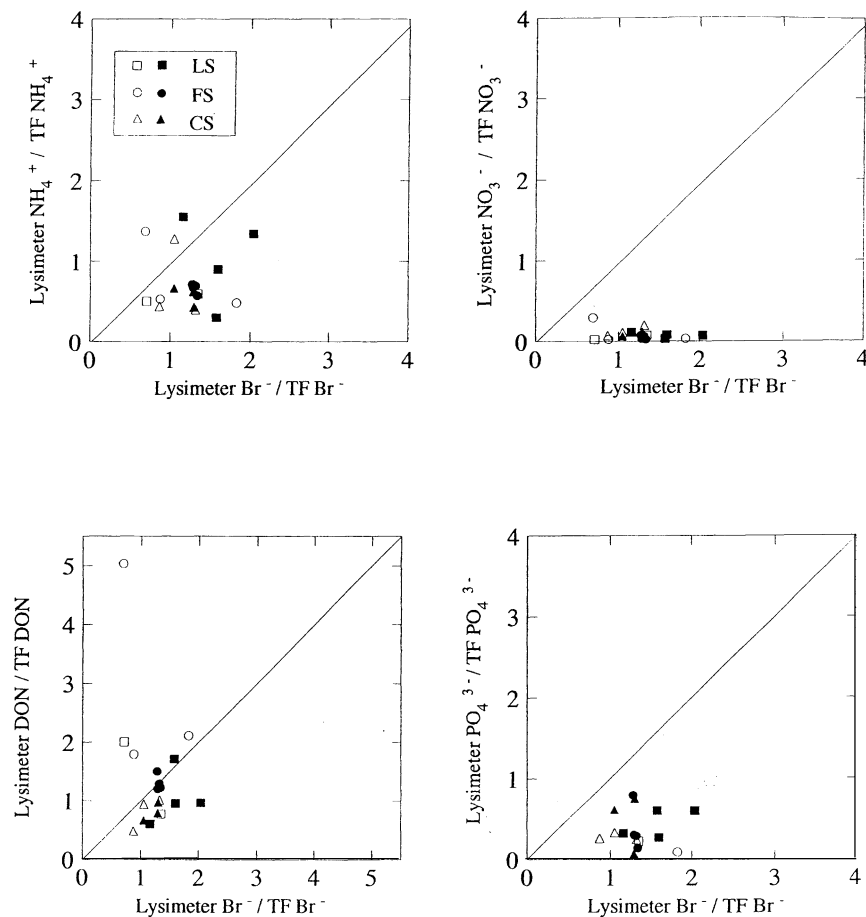 Lysimeter NH₄⁺ / TF NH₄⁺
4
3
2
1
0
LS
FS
CS
0 1 2 3 4
Lysimeter Br⁻ / TF Br⁻
Lysimeter NO₃⁻ / TF NO₃⁻
4
3
2
1
0
0 1 2 3 4
Lysimeter Br⁻ / TF Br⁻
Lysimeter DON / TF DON
5
4
3
2
1
0
0 1 2 3 4 5
Lysimeter Br⁻ / TF Br⁻
Lysimeter PO₄³⁻ / TF PO₄³⁻
4
3
2
1
0
0 1 2 3 4
Lysimeter Br⁻ / TF Br⁻